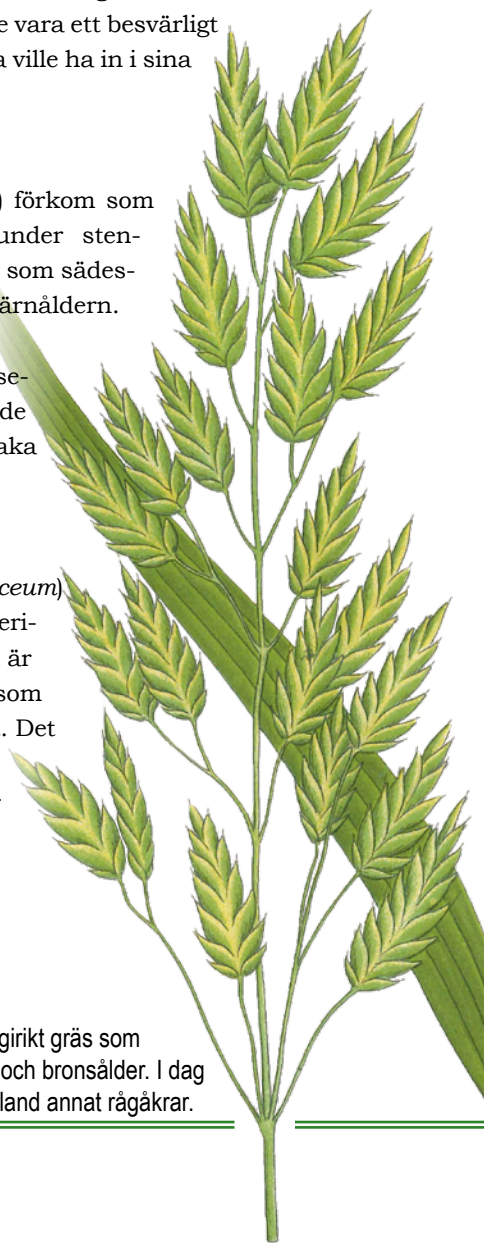 e vara ett besvärligt
a ville ha in i sina
) förkom som
under sten-
som sädes-
järnåldern.
se-
de
aka
ceum)
eri-
är
som
. Det
girikt gräs som
och bronsålder. I dag
land annat rågåkrar.